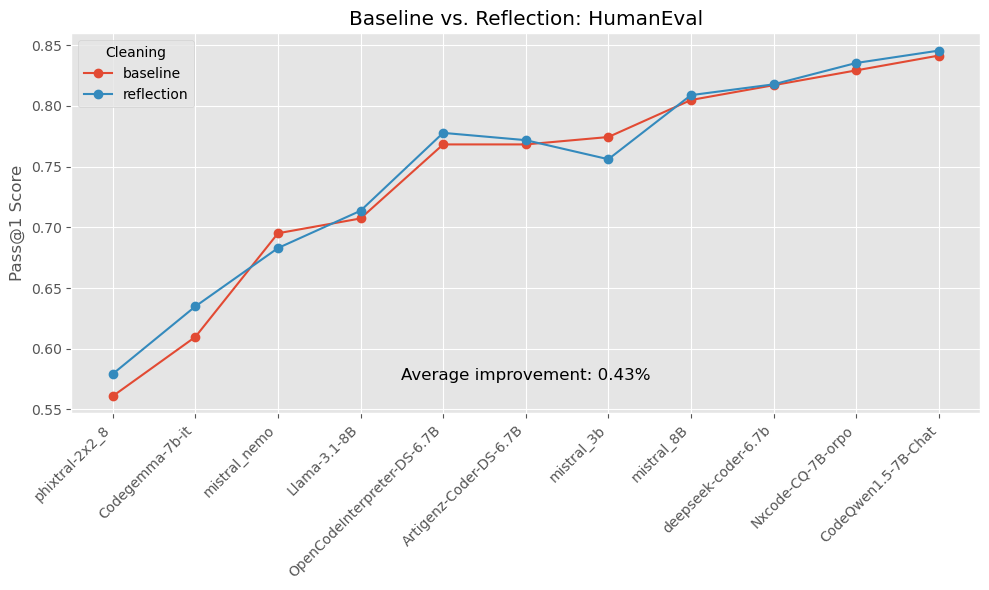 Baseline vs. Reflection: HumanEval
Cleaning
baseline
reflection
Pass@1 Score
0.85
0.80
0.75
0.70
0.65
0.60
0.55
Average improvement: 0.43%
phixtral-2x2_8
Codegemma-7b-it
mistral_nemo
Llama-3.1-8B
OpenCodeInterpreter-DS-6.7B
Artigenz-Coder-DS-6.7B
mistral_3b
mistral_8B
deepseek-coder-6.7b
Nxcode-CQ-7B-orpo
CodeQwen1.5-7B-Chat